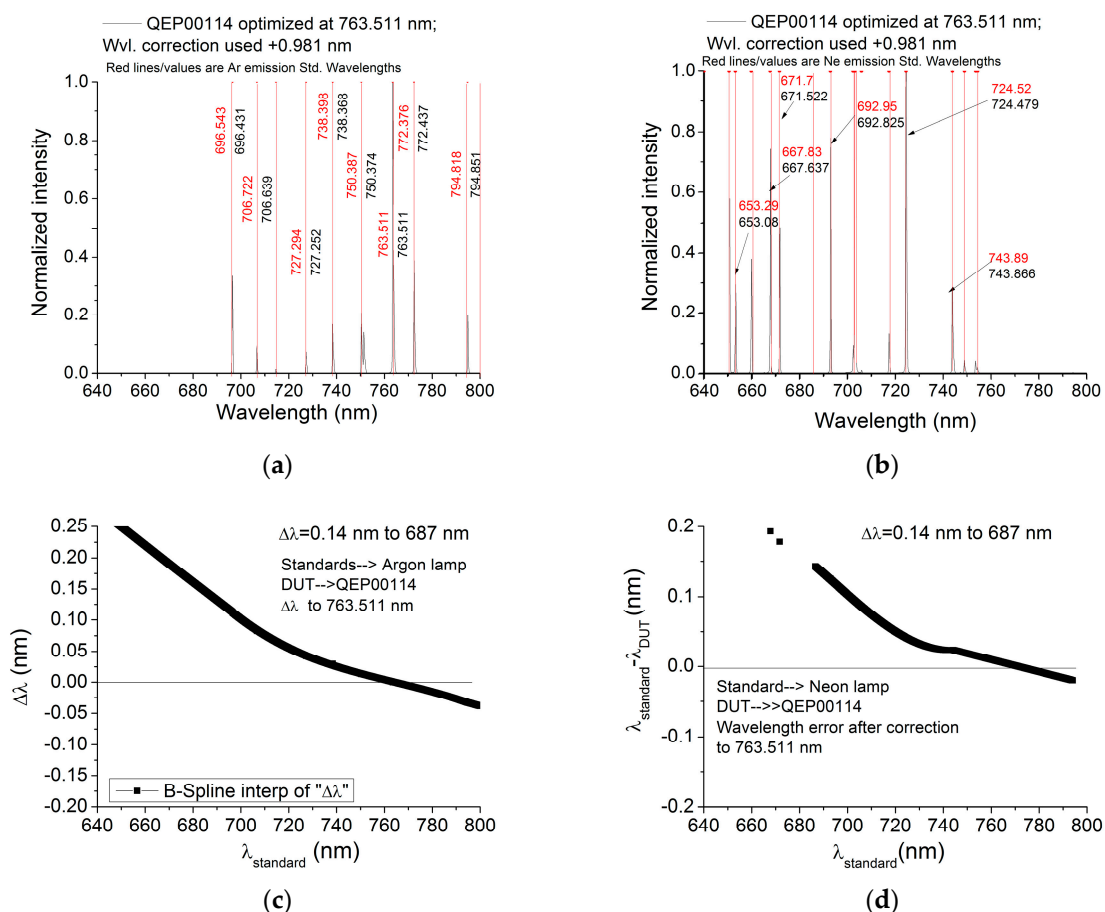 QEP00114 optimized at 763.511 nm;
Wvl. correction used +0.981 nm
Red lines/values are Ar emission Std. Wavelengths
Normalized intensity
1.0
0.8
0.6
0.4
0.2
0.0
696.543
696.431
706.722
706.639
727.294
727.252
738.398
738.368
750.387
750.374
763.511
763.511
772.376
772.437
794.818
794.851
640 660 680 700 720 740 760 780 800
Wavelength (nm)
(a)
QEP00114 optimized at 763.511 nm;
Wvl. correction used +0.981 nm
Red lines/values are Ne emission Std. Wavelengths
Normalized intensity
1.0
0.8
0.6
0.4
0.2
0.0
671.7
671.522
692.95
692.825
724.52
724.479
667.83
667.637
653.29
653.08
743.89
743.866
640 660 680 700 720 740 760 780 800
Wavelength (nm)
(b)
Δλ (nm)
0.25
0.20
0.15
0.10
0.05
0.00
-0.05
-0.10
-0.15
-0.20
Δλ=0.14 nm to 687 nm
Standards--> Argon lamp
DUT-->QEP00114
Δλ to 763.511 nm
B-Spline interp of "Δλ"
640 660 680 700 720 740 760 780 800
λstandard (nm)
(c)
λstandard-λDUT (nm)
0.2
0.1
0.0
-0.1
-0.2
Δλ=0.14 nm to 687 nm
Standard--> Neon lamp
DUT-->>QEP00114
Wavelength error after correction
to 763.511 nm
640 660 680 700 720 740 760 780 800
λstandard(nm)
(d)